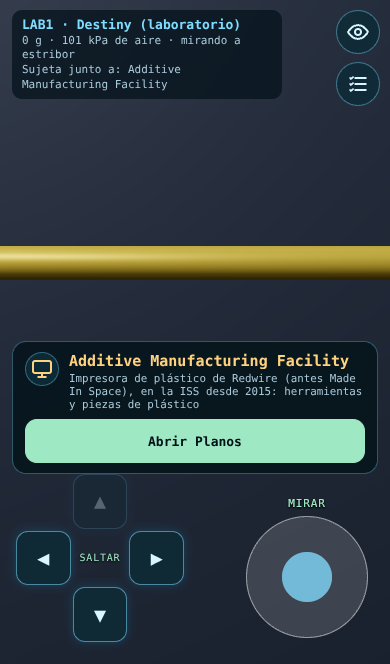 LAB1 · Destiny (laboratorio)
0 g · 101 kPa de aire · mirando a
estribor
Sujeta junto a: Additive
Manufacturing Facility
Additive Manufacturing Facility
Impresora de plástico de Redwire (antes Made
In Space), en la ISS desde 2015: herramientas
y piezas de plástico
Abrir Planos
MIRAR
SALTAR